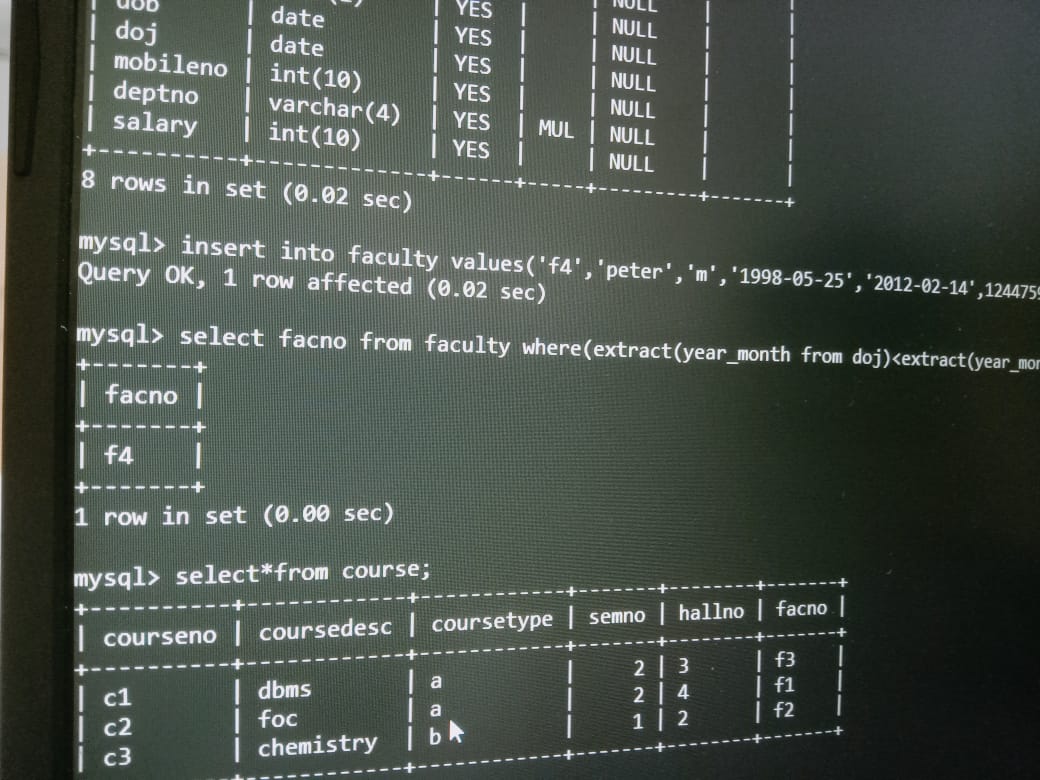 dob | date | YES | | NULL | |
doj | date | YES | | NULL | |
| mobileno | int(10) | YES | | NULL | |
| deptno | varchar(4) | YES | MUL | NULL | |
| salary | int(10) | YES | | NULL | |
8 rows in set (0.02 sec)
mysql> insert into faculty values('f4','peter','m','1998-05-25','2012-02-14',124475
Query OK, 1 row affected (0.02 sec)
mysql> select facno from faculty where(extract(year_month from doj)<extract(year_mo
| facno |
| f4 |
1 row in set (0.00 sec)
mysql> select*from course;
| courseno | coursedesc | coursetype | semno | hallno | facno |
| c1 | dbms | a | 2 | 3 | f3 |
| c2 | foc | a | 2 | 4 | f1 |
| c3 | chemistry | b | 1 | 2 | f2 |